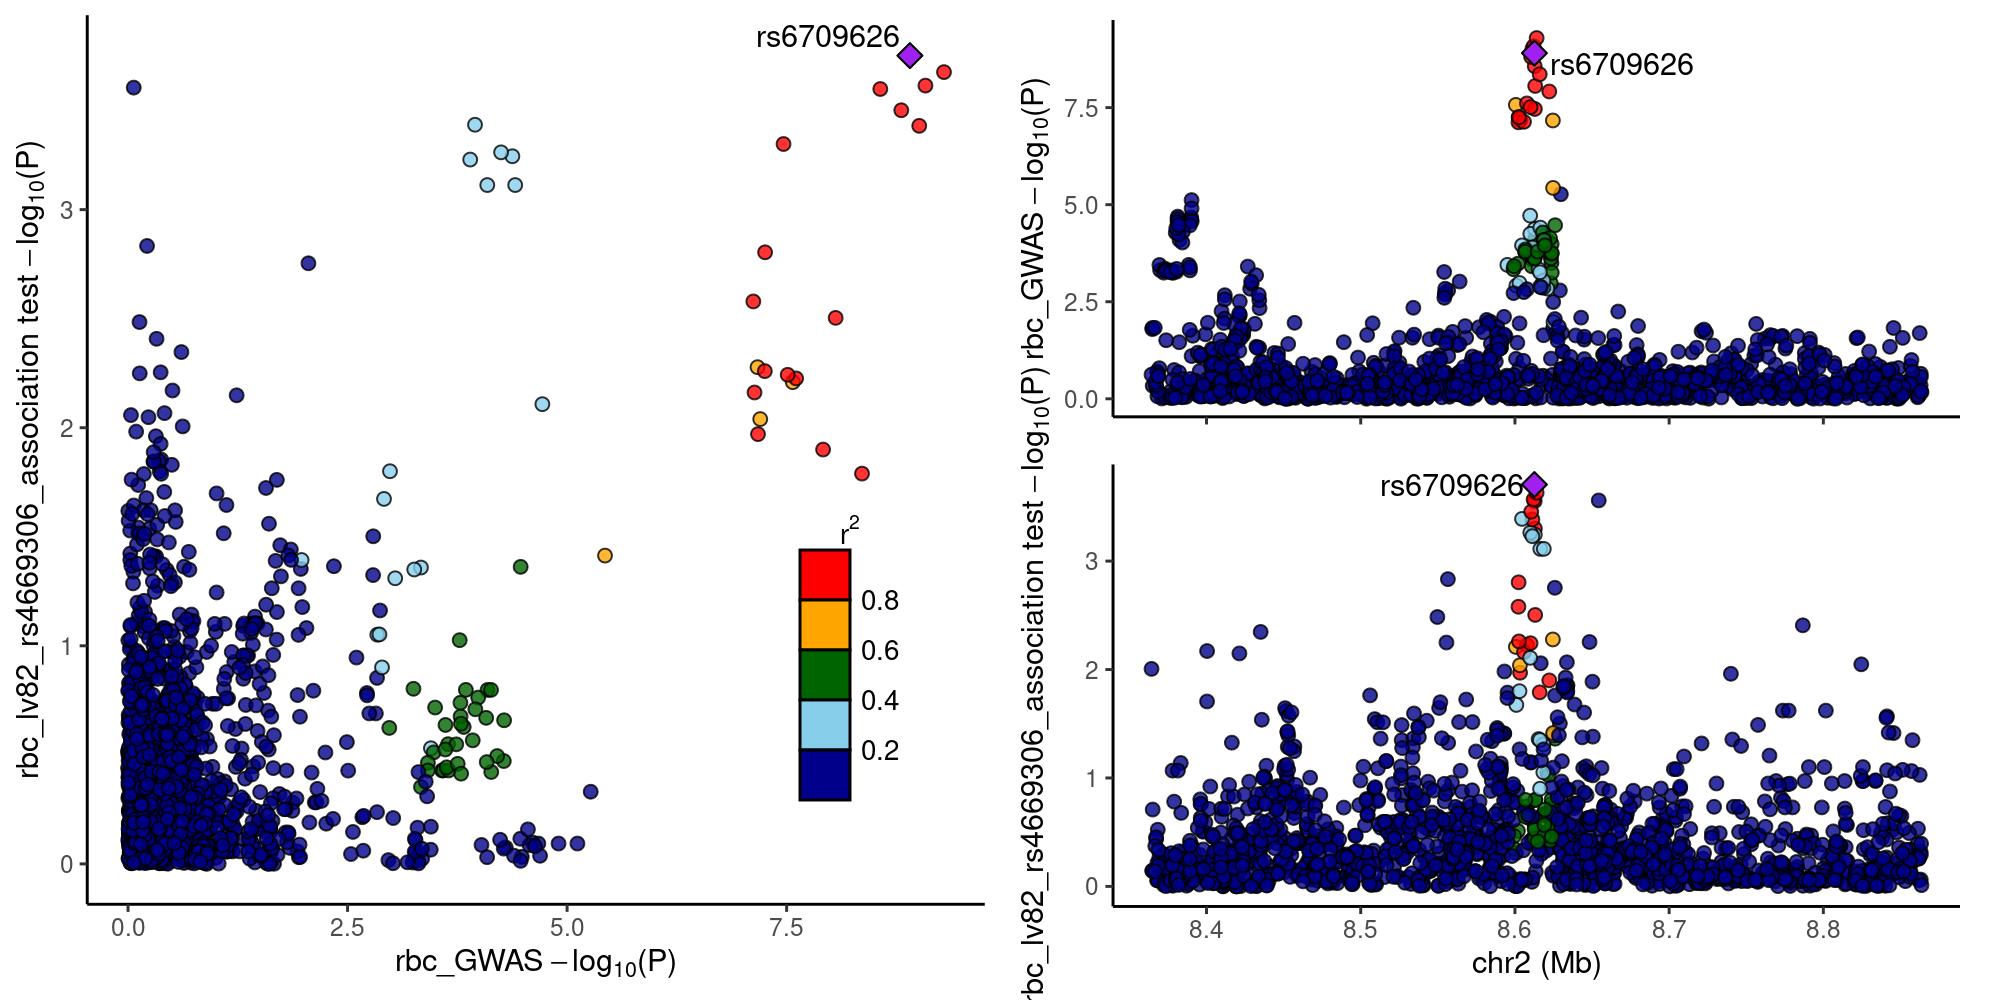 rs6709626
rbc_lv82_rs4669306_association test −log10(P)
3
2
1
0
0.0
2.5
5.0
7.5
rbc_GWAS −log10(P)
r2
0.8
0.6
0.4
0.2
rs6709626
rbc_GWAS −log10(P)
7.5
5.0
2.5
0.0
rs6709626
rbc_lv82_rs4669306_association test −log10(P)
3
2
1
0
8.4
8.5
8.6
8.7
8.8
chr2 (Mb)